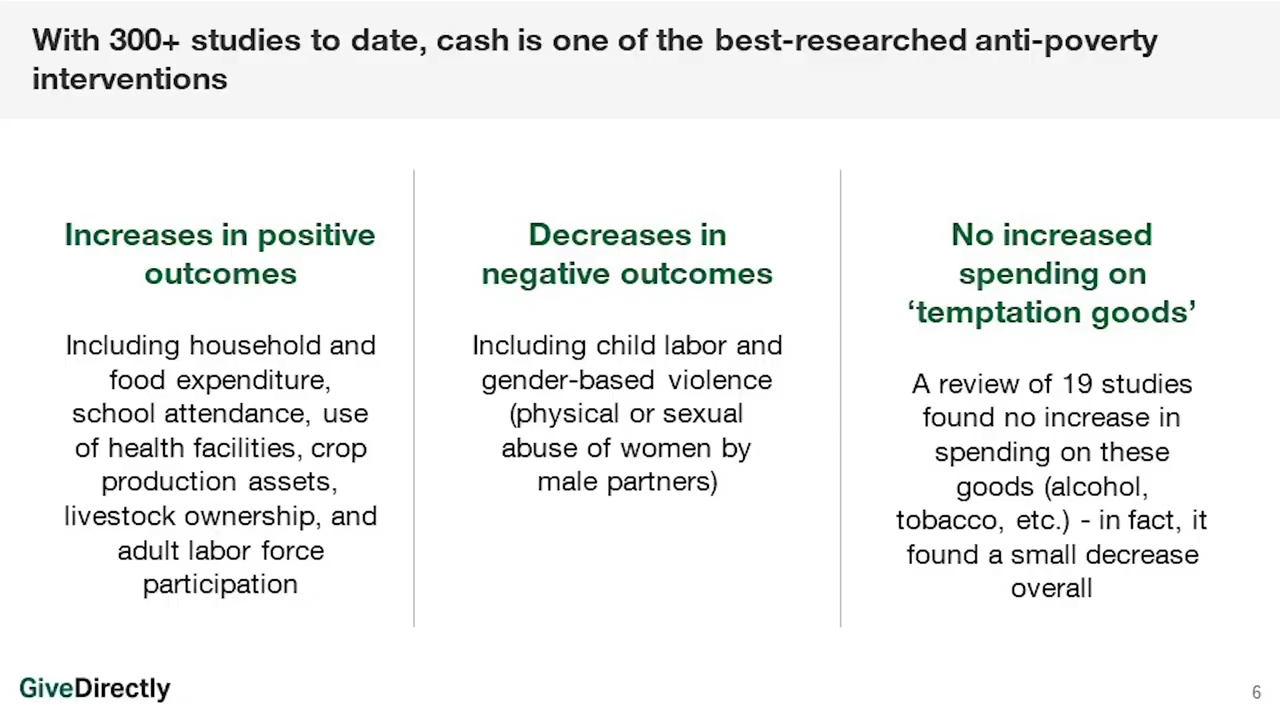 With 300+ studies to date, cash is one of the best-researched anti-poverty
interventions
Increases in positive
outcomes
Including household and
food expenditure,
school attendance, use
of health facilities, crop
production assets,
livestock ownership, and
adult labor force
participation
Decreases in
negative outcomes
Including child labor and
gender-based violence
(physical or sexual
abuse of women by
male partners)
No increased
spending on
‘temptation goods’
A review of 19 studies
found no increase in
spending on these
goods (alcohol,
tobacco, etc.) - in fact, it
found a small decrease
overall
GiveDirectly
6